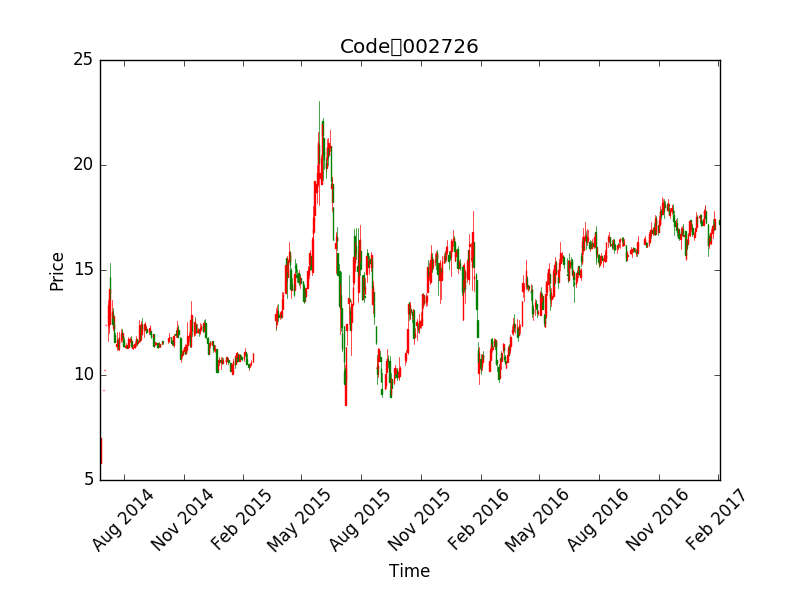 Code▯002726
25
20
15
10
5
Price
Aug 2014
Nov 2014
Feb 2015
May 2015
Aug 2015
Nov 2015
Feb 2016
May 2016
Aug 2016
Nov 2016
Feb 2017
Time